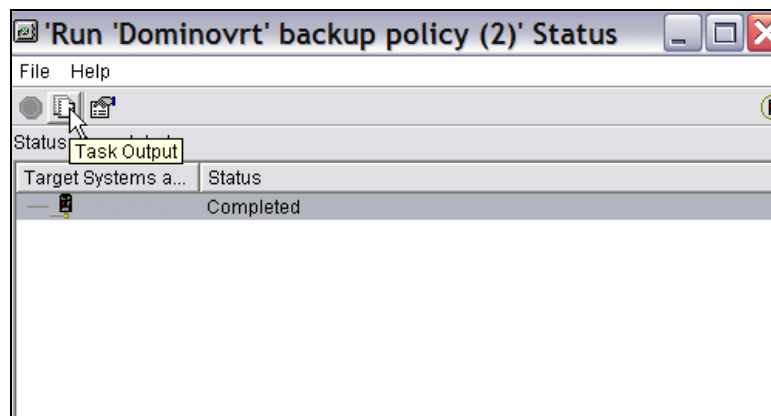 'Run 'Dominovrt' backup policy (2)' Status
File Help
Status
Task Output
Target Systems a... Status
Completed